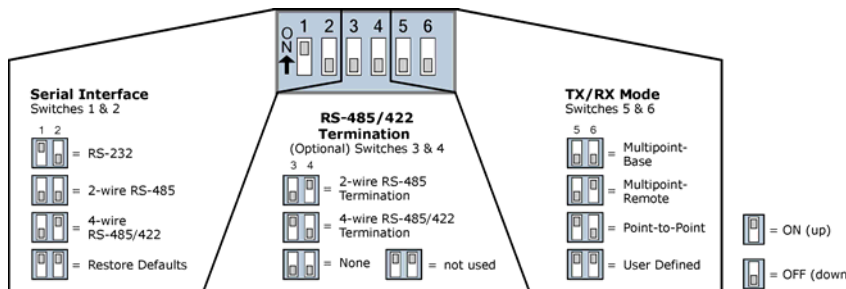 O
N
1 2 3 4 5 6
Serial Interface
Switches 1 & 2
1 2
= RS-232
= 2-wire RS-485
= 4-wire
RS-485/422
= Restore Defaults
RS-485/422
Termination
(Optional) Switches 3 & 4
3 4
= 2-wire RS-485
Termination
= 4-wire RS-485/422
Termination
= None
= not used
TX/RX Mode
Switches 5 & 6
5 6
= Multipoint-
Base
= Multipoint-
Remote
= Point-to-Point
= User Defined
= ON (up)
= OFF (down